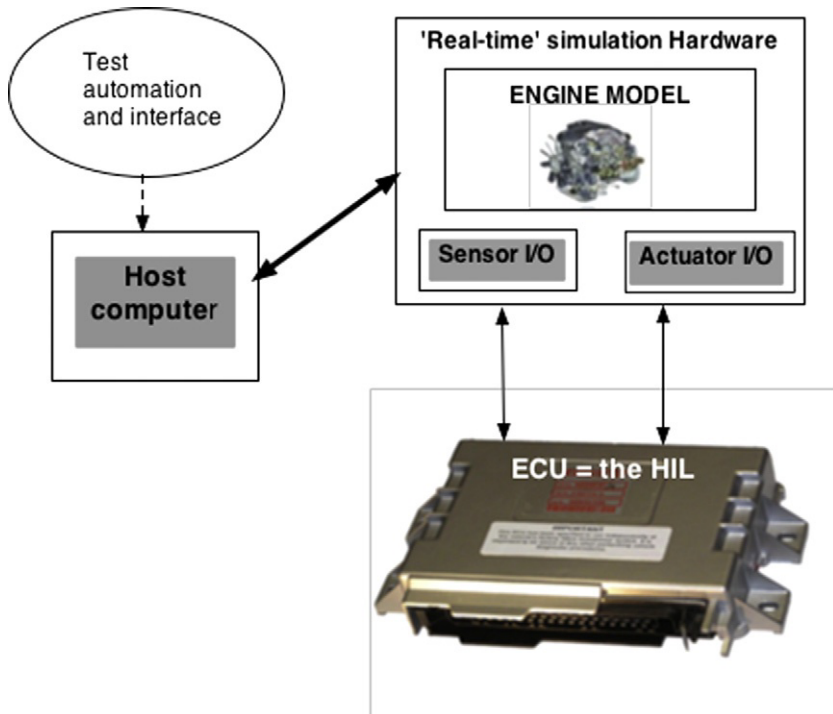 Test
automation
and interface
'Real-time' simulation Hardware
ENGINE MODEL
Sensor I/O
Actuator I/O
Host
computer
ECU = the HIL
IMPORTANT